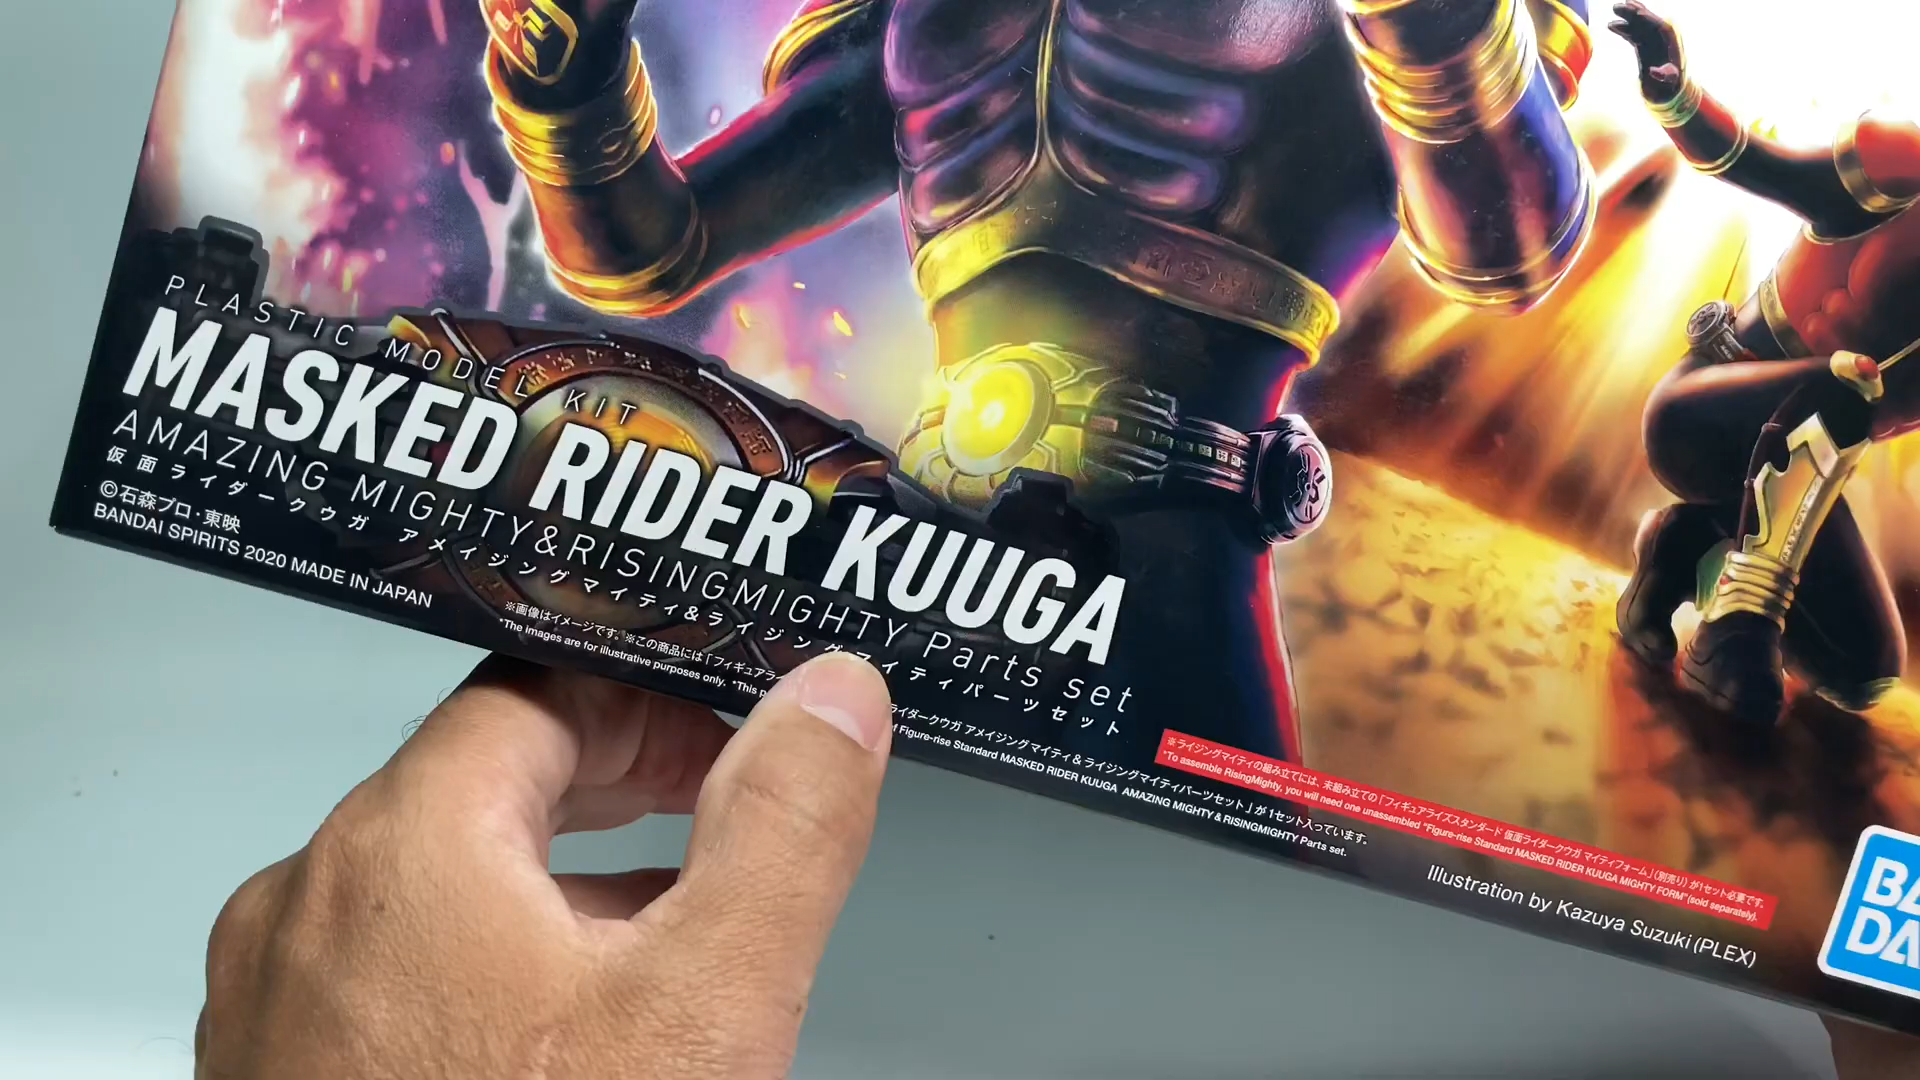 PLASTIC MODEL KIT
MASKED RIDER KUUGA
AMAZING MIGHTY&RISINGMIGHTY Parts set
仮面ライダークウガ アメイジングマイティ&ライジングマイティパーツセット
©石森プロ・東映
BANDAI SPIRITS 2020 MADE IN JAPAN
※画像はイメージです。※この商品には「フィギュアライ
ライダークウガ アメイジングマイティ&ライジングマイティパーツセット」が1セット入っています。
*The images are for illustrative purposes only. *This
Figure-rise Standard MASKED RIDER KUUGA AMAZING MIGHTY & RISINGMIGHTY Parts set.
※ライジングマイティの組み立てには、未組み立ての「フィギュアライズスタンダード 仮面ライダークウガ マイティフォーム」(別売り)が1セット必要です。
*To assemble RisingMighty, you will need one unassembled "Figure-rise Standard MASKED RIDER KUUGA MIGHTY FORM" (sold separately).
Illustration by Kazuya Suzuki (PLEX)